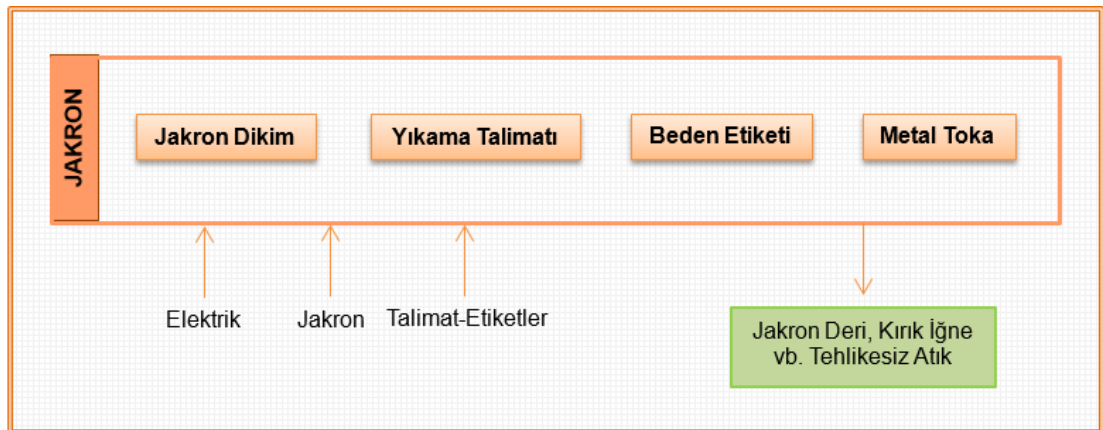 JAKRON
Jakron Dikim
Yıkama Talimatı
Beden Etiketi
Metal Toka
Elektrik
Jakron
Talimat-Etiketler
Jakron Deri, Kırık İğne
vb. Tehlikesiz Atık